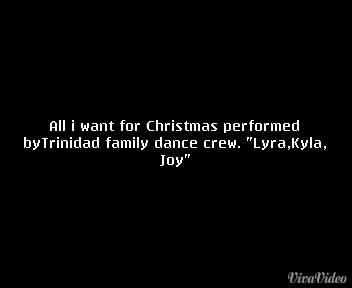 All i want for Christmas performed
byTrinidad family dance crew. "Lyra,Kyla,
Joy"
VivaVideo